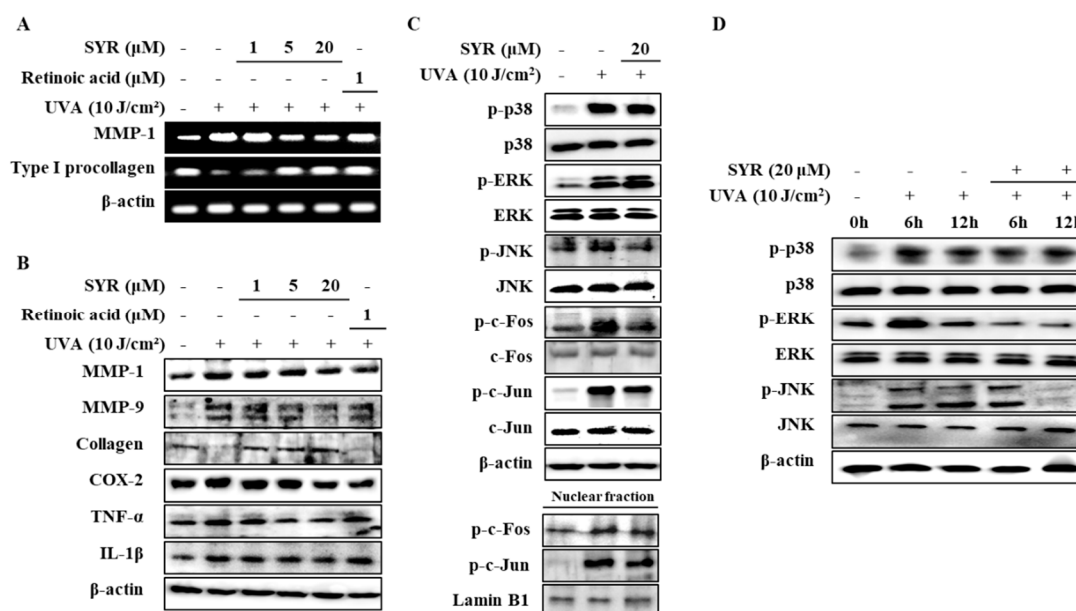 A
SYR (μM) - - 1 5 20 -
Retinoic acid (μM) - - - - - 1
UVA (10 J/cm²) - + + + + +
MMP-1
Type I procollagen
β-actin
B
SYR (μM) - - 1 5 20 -
Retinoic acid (μM) - - - - - 1
UVA (10 J/cm²) - + + + + +
MMP-1
MMP-9
Collagen
COX-2
TNF-α
IL-1β
β-actin
C
SYR (μM) - - 20
UVA (10 J/cm²) - + +
p-p38
p38
p-ERK
ERK
p-JNK
JNK
p-c-Fos
c-Fos
p-c-Jun
c-Jun
β-actin
Nuclear fraction
p-c-Fos
p-c-Jun
Lamin B1
D
SYR (20 μM) - - - + +
UVA (10 J/cm²) - + + + +
0h 6h 12h 6h 12h
p-p38
p38
p-ERK
ERK
p-JNK
JNK
β-actin